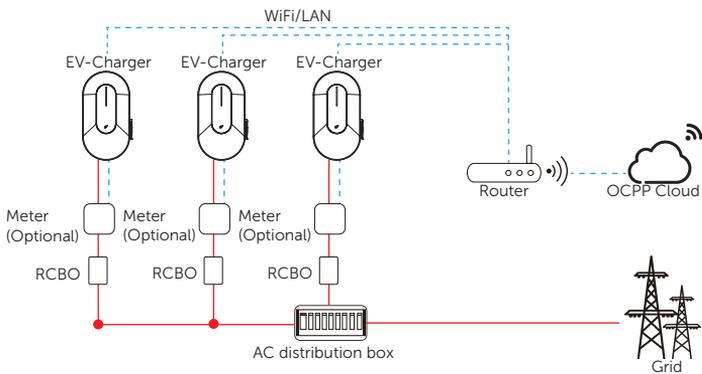 WiFi/LAN
EV-Charger
EV-Charger
EV-Charger
Router
OCPP Cloud
Meter
(Optional)
Meter
(Optional)
Meter
(Optional)
RCBO
RCBO
RCBO
AC distribution box
Grid